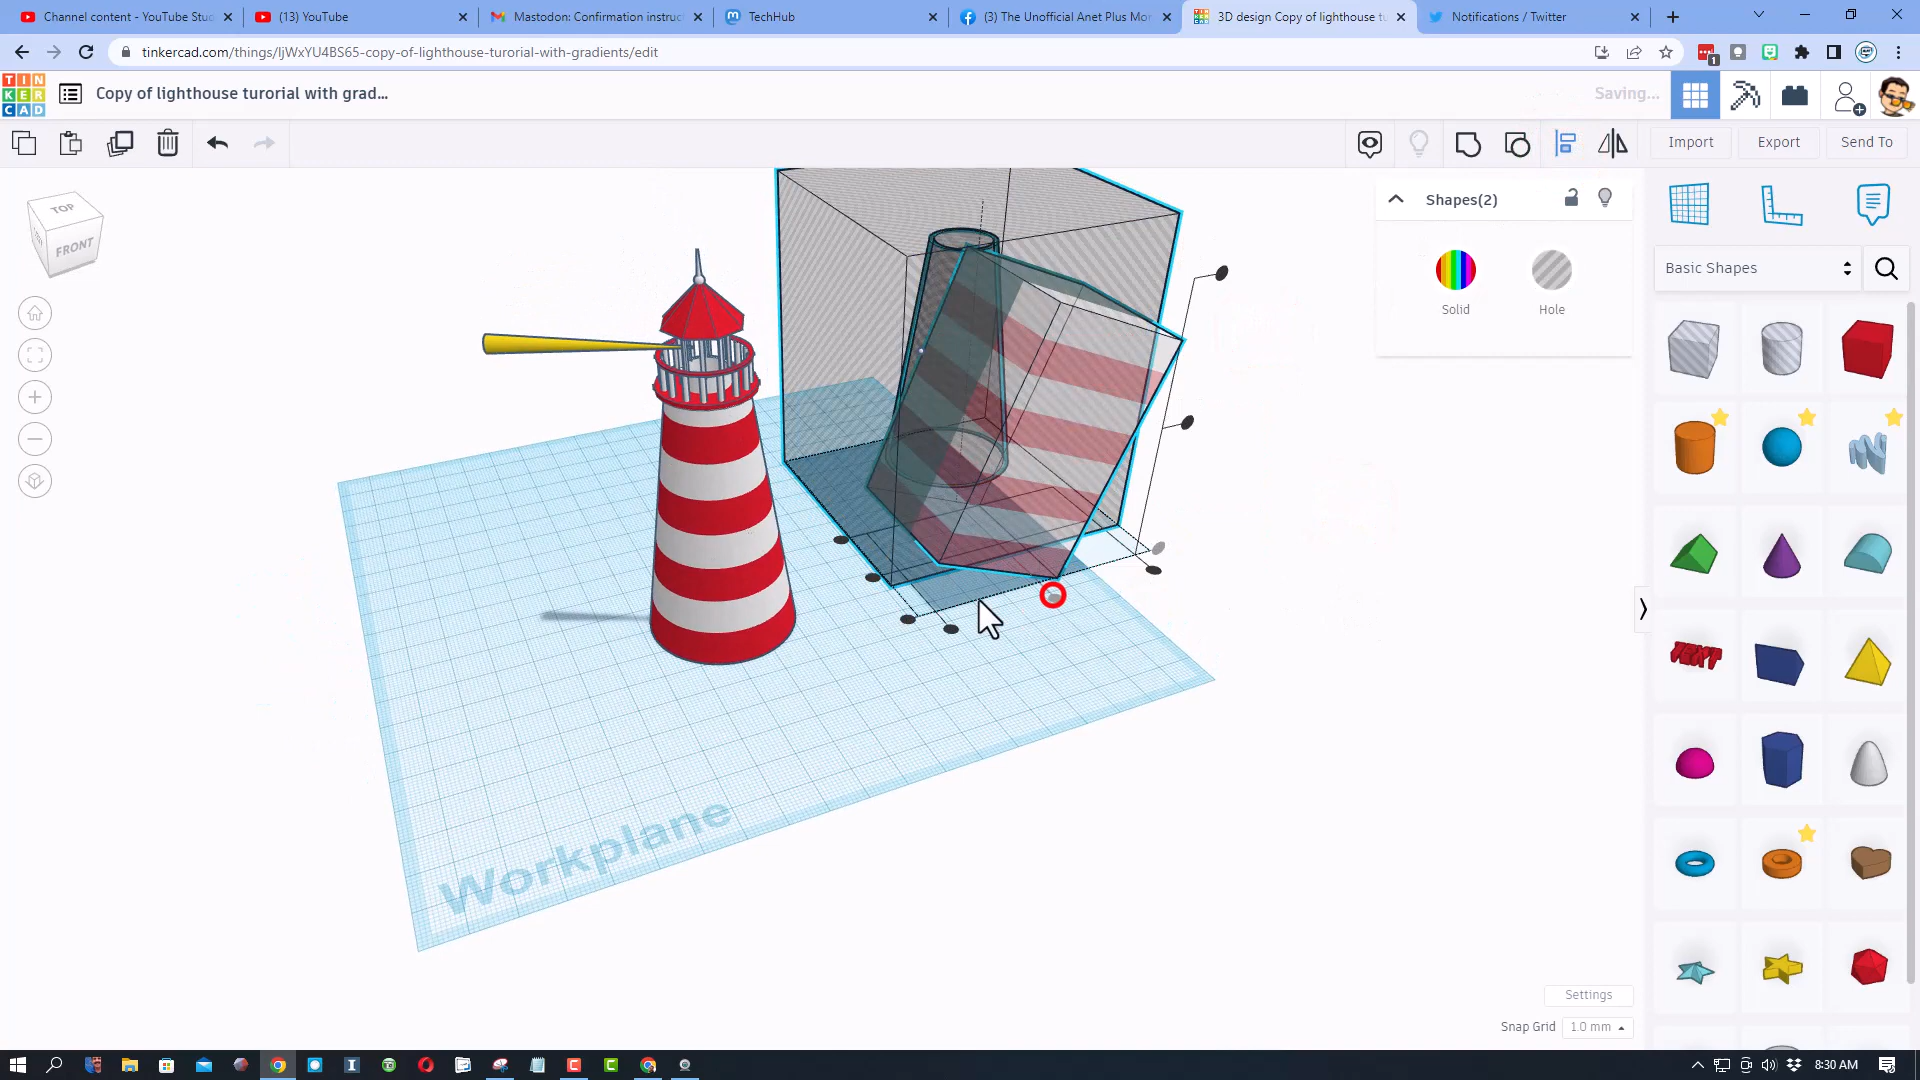 Channel content - YouTube Stu
(13) YouTube
Mastodon: Confirmation instruc
TechHub
(3) The Unofficial Anet Plus Mo
3D design Copy of lighthouse tu
Notifications / Twitter
tinkercad.com/things/ljWxYU4BS65-copy-of-lighthouse-turorial-with-gradients/edit
1
TIN
KER
CAD
Copy of lighthouse turorial with grad...
Saving...
Import
Export
Send To
TOP
FRONT
Shapes(2)
Solid
Hole
Basic Shapes
TEXT
Workplane
Settings
Snap Grid
1.0 mm
8:30 AM